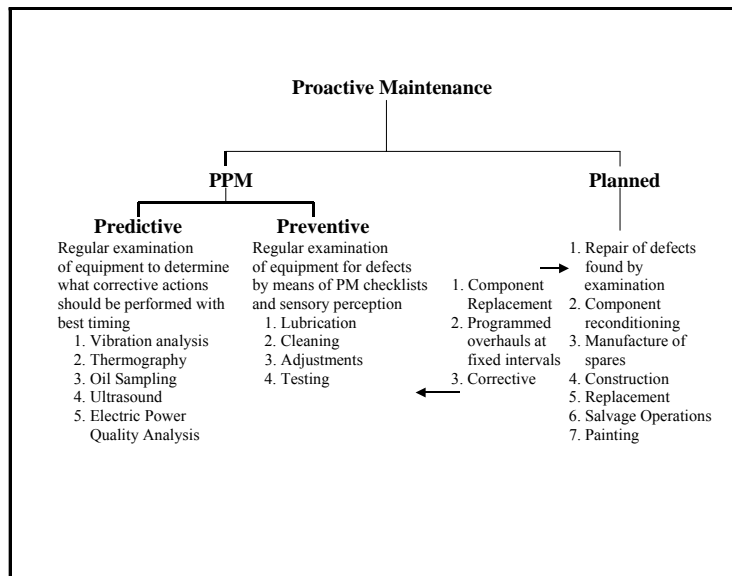 Proactive Maintenance
PPM
Planned
Predictive
Regular examination
of equipment to determine
what corrective actions
should be performed with
best timing
1. Vibration analysis
2. Thermography
3. Oil Sampling
4. Ultrasound
5. Electric Power
Quality Analysis
Preventive
Regular examination
of equipment for defects
by means of PM checklists
and sensory perception
1. Lubrication
2. Cleaning
3. Adjustments
4. Testing
1. Component
Replacement
2. Programmed
overhauls at
fixed intervals
3. Corrective
1. Repair of defects
found by
examination
2. Component
reconditioning
3. Manufacture of
spares
4. Construction
5. Replacement
6. Salvage Operations
7. Painting